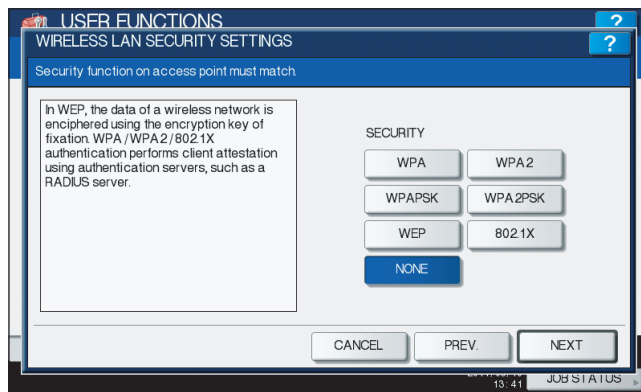 USER FUNCTIONS
?
WIRELESS LAN SECURITY SETTINGS
?
Security function on access point must match.
In WEP, the data of a wireless network is
enciphered using the encryption key of
fixation. WPA/WPA2/802.1X
authentication performs client attestation
using authentication servers, such as a
RADIUS server.
SECURITY
WPA
WPA2
WPAPSK
WPA2PSK
WEP
802.1X
NONE
CANCEL
PREV.
NEXT
13:41
JOB STATUS